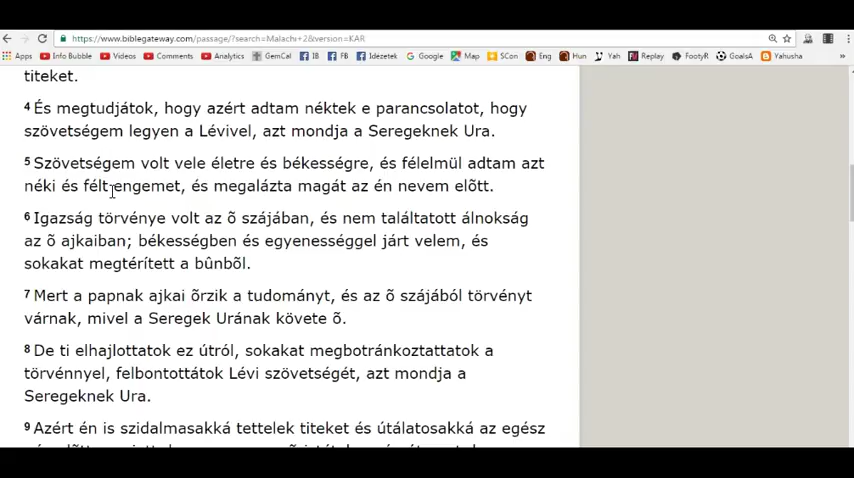 https://www.biblegateway.com/passage/?search=Malachi+2&version=KAR
Apps Info Bubble Videos Comments Analytics GemCal IB FB Idézetek Google Map SCon Eng Hun Yah Replay FootyR GoalsA Yahusha
titeket.
4 És megtudjátok, hogy azért adtam néktek e parancsolatot, hogy
szövetségem legyen a Lévivel, azt mondja a Seregeknek Ura.
5 Szövetségem volt vele életre és békességre, és félelmül adtam azt
néki és félt engemet, és megalázta magát az én nevem elõtt.
6 Igazság törvénye volt az õ szájában, és nem találtatott álnokság
az õ ajkaiban; békességben és egyenességgel járt velem, és
sokakat megtérített a bûnbõl.
7 Mert a papnak ajkai õrzik a tudományt, és az õ szájából törvényt
várnak, mivel a Seregek Urának követe õ.
8 De ti elhajlottatok ez útról, sokakat megbotránkoztattatok a
törvénnyel, felbontottátok Lévi szövetségét, azt mondja a
Seregeknek Ura.
9 Azért én is szidalmasakká tettelek titeket és útálatosakká az egész